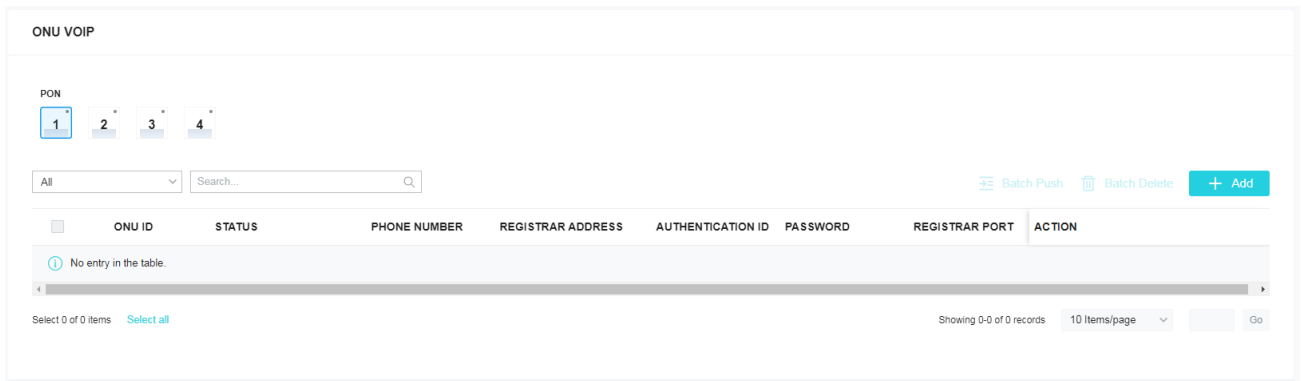 ONU VOIP
PON
1 2 3 4
All Search... Batch Push Batch Delete Add
ONU ID STATUS PHONE NUMBER REGISTRAR ADDRESS AUTHENTICATION ID PASSWORD REGISTRAR PORT ACTION
No entry in the table.
Select 0 of 0 items Select all Showing 0-0 of 0 records 10 Items/page Go